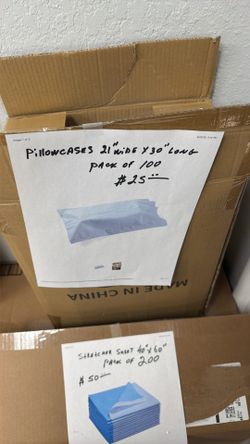 PillowCASES 21" WIDE X 30" LONG
PACK OF 100
$25
MADE IN CHINA
STRETCHER SHEET 40"X60"
PACK OF 200
$50